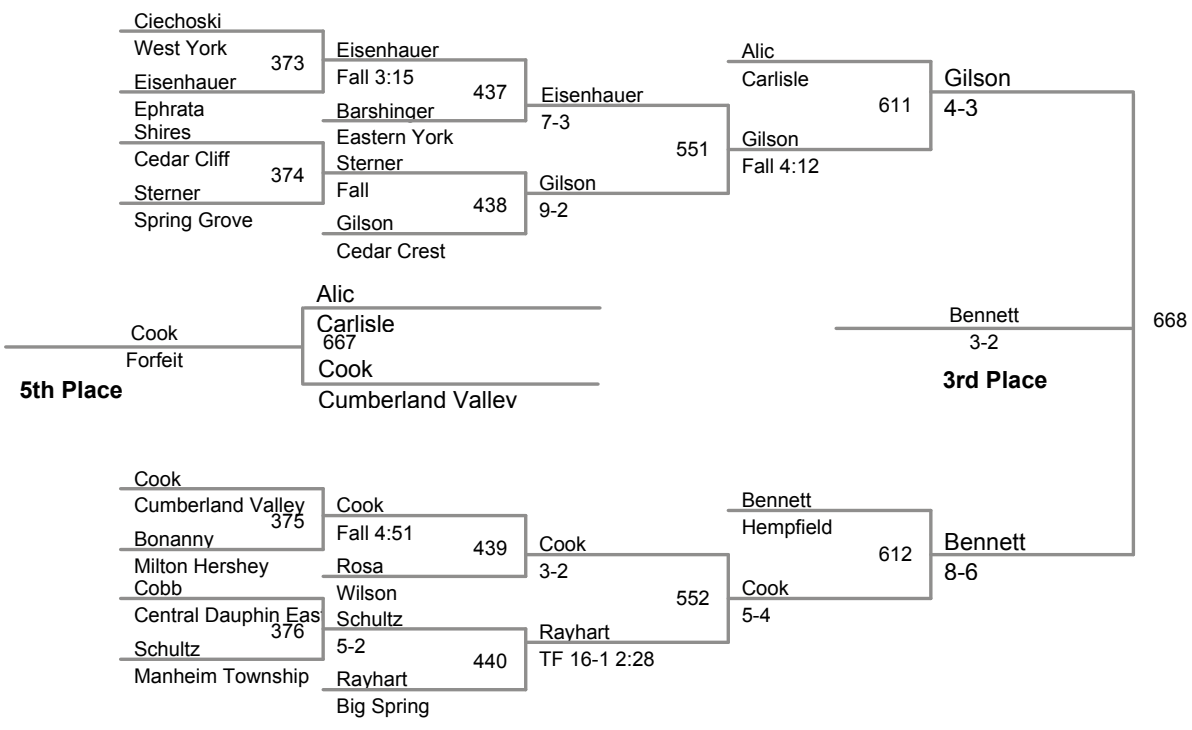 Ciechoski
West York
373
Eisenhauer
Ephrata
Shires
Cedar Cliff
374
Sterner
Spring Grove
Eisenhauer
Fall 3:15
437
Barshinger
Eastern York
Sterner
Fall
438
Gilson
Cedar Crest
Eisenhauer
7-3
551
Gilson
9-2
Alic
Carlisle
611
Gilson
Fall 4:12
Gilson
4-3
Cook
Forfeit
5th Place
Alic
Carlisle
667
Cook
Cumberland Valley
Bennett
3-2
3rd Place
668
Cook
Cumberland Valley
375
Bonanny
Milton Hershey
Cobb
Central Dauphin East
376
Schultz
Manheim Township
Cook
Fall 4:51
439
Rosa
Wilson
Schultz
5-2
440
Rayhart
Big Spring
Cook
3-2
552
Rayhart
TF 16-1 2:28
Bennett
Hempfield
612
Cook
5-4
Bennett
8-6